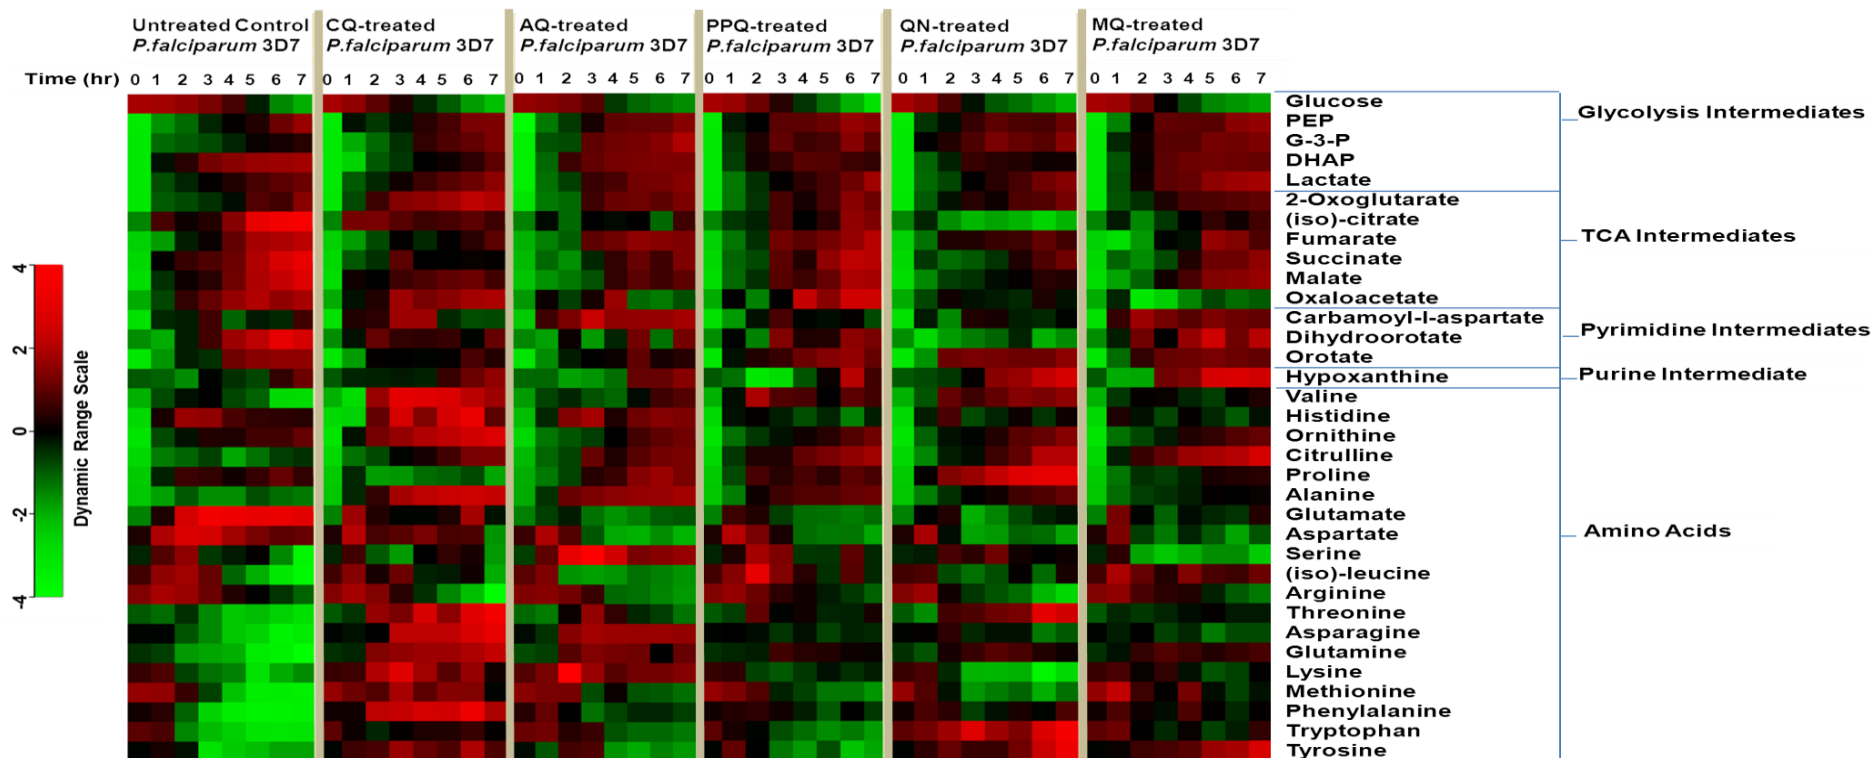 Untreated Control
P.falciparum 3D7
CQ-treated
P.falciparum 3D7
AQ-treated
P.falciparum 3D7
PPQ-treated
P.falciparum 3D7
QN-treated
P.falciparum 3D7
MQ-treated
P.falciparum 3D7
Time (hr) 0 1 2 3 4 5 6 7 0 1 2 3 4 5 6 7 0 1 2 3 4 5 6 7 0 1 2 3 4 5 6 7 0 1 2 3 4 5 6 7 0 1 2 3 4 5 6 7
Glucose
PEP
G-3-P
DHAP
Lactate
2-Oxoglutarate
(iso)-citrate
Fumarate
Succinate
Malate
Oxaloacetate
Carbamoyl-l-aspartate
Dihydroorotate
Orotate
Hypoxanthine
Valine
Histidine
Ornithine
Citrulline
Proline
Alanine
Glutamate
Aspartate
Serine
(iso)-leucine
Arginine
Threonine
Asparagine
Glutamine
Lysine
Methionine
Phenylalanine
Tryptophan
Tyrosine
Glycolysis Intermediates
TCA Intermediates
Pyrimidine Intermediates
Purine Intermediate
Amino Acids
4
2
0
-2
-4
Dynamic Range Scale